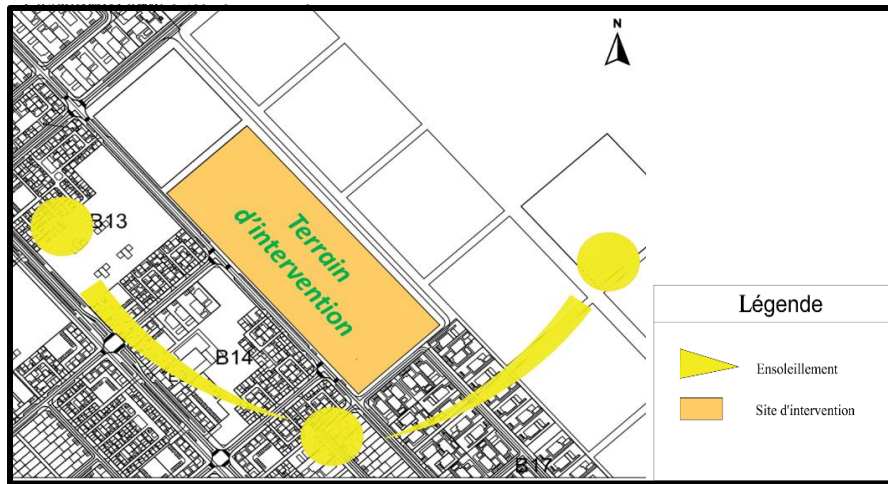 N
B13
Terrain
d'intervention
B14
B17
Légende
Ensoleillement
Site d'intervention